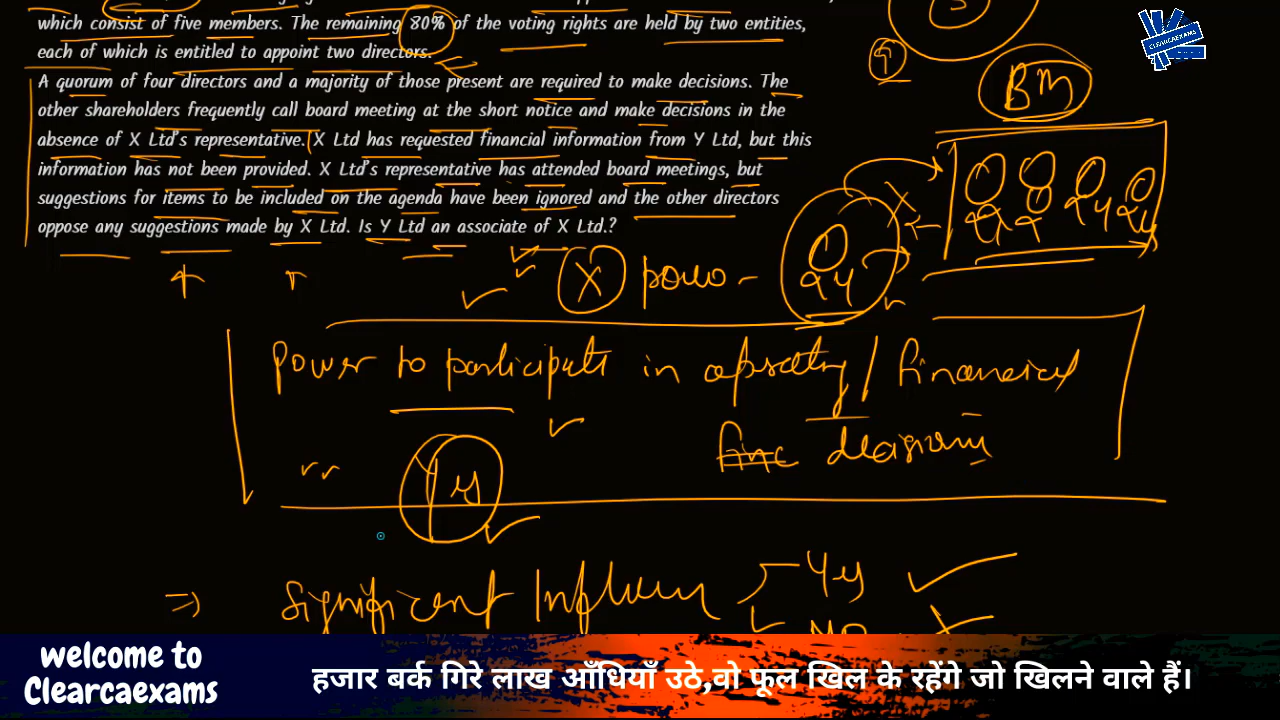 which consist of five members. The remaining 80% of the voting rights are held by two entities,
each of which is entitled to appoint two directors.
A quorum of four directors and a majority of those present are required to make decisions. The
other shareholders frequently call board meeting at the short notice and make decisions in the
absence of X Ltd's representative. X Ltd has requested financial information from Y Ltd, but this
information has not been provided. X Ltd's representative has attended board meetings, but
suggestions for items to be included on the agenda have been ignored and the other directors
oppose any suggestions made by X Ltd. Is Y Ltd an associate of X Ltd.?
CLEARCAEXAMS
BM
X
power to participate in operating / financial
decisions
Significant Influence
welcome to
Clearcaexams
हजार बर्क गिरे लाख आँधियाँ उठे,वो फूल खिल के रहेंगे जो खिलने वाले हैं।